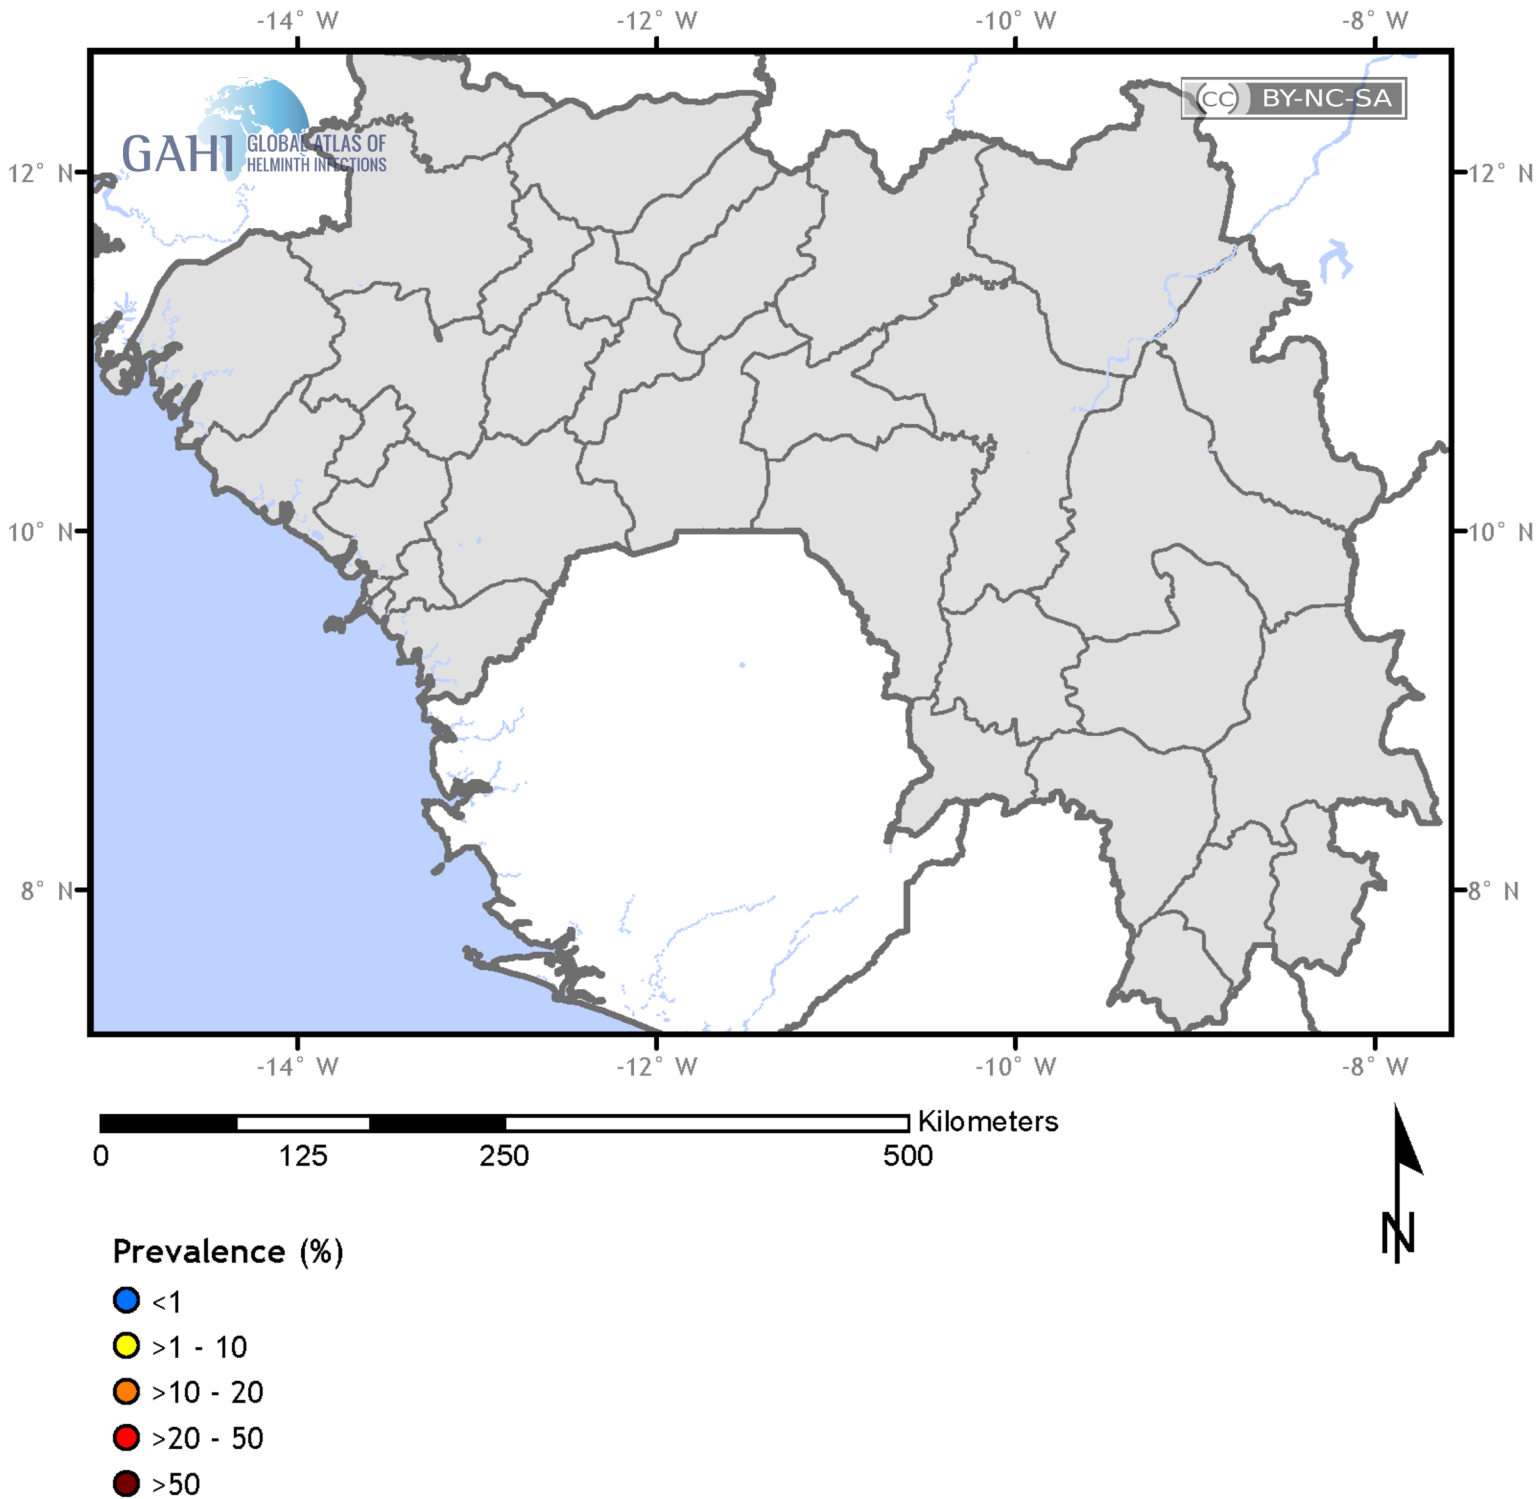 -14° W -12° W -10° W -8° W
GAHI GLOBAL ATLAS OF
HELMINTH INFECTIONS
CC BY-NC-SA
12° N 12° N
10° N 10° N
8° N 8° N
-14° W -12° W -10° W -8° W
Kilometers
0 125 250 500
N
Prevalence (%)
<1
>1 - 10
>10 - 20
>20 - 50
>50